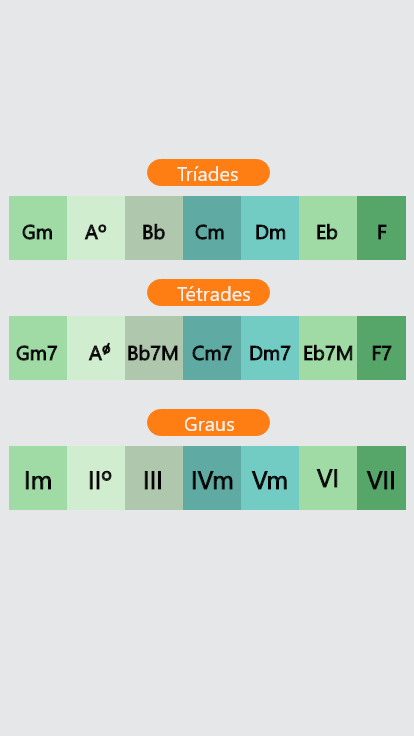 Tríades
Gm Aº Bb Cm Dm Eb F
Tétrades
Gm7 Aø Bb7M Cm7 Dm7 Eb7M F7
Graus
Im IIº III IVm Vm VI VII